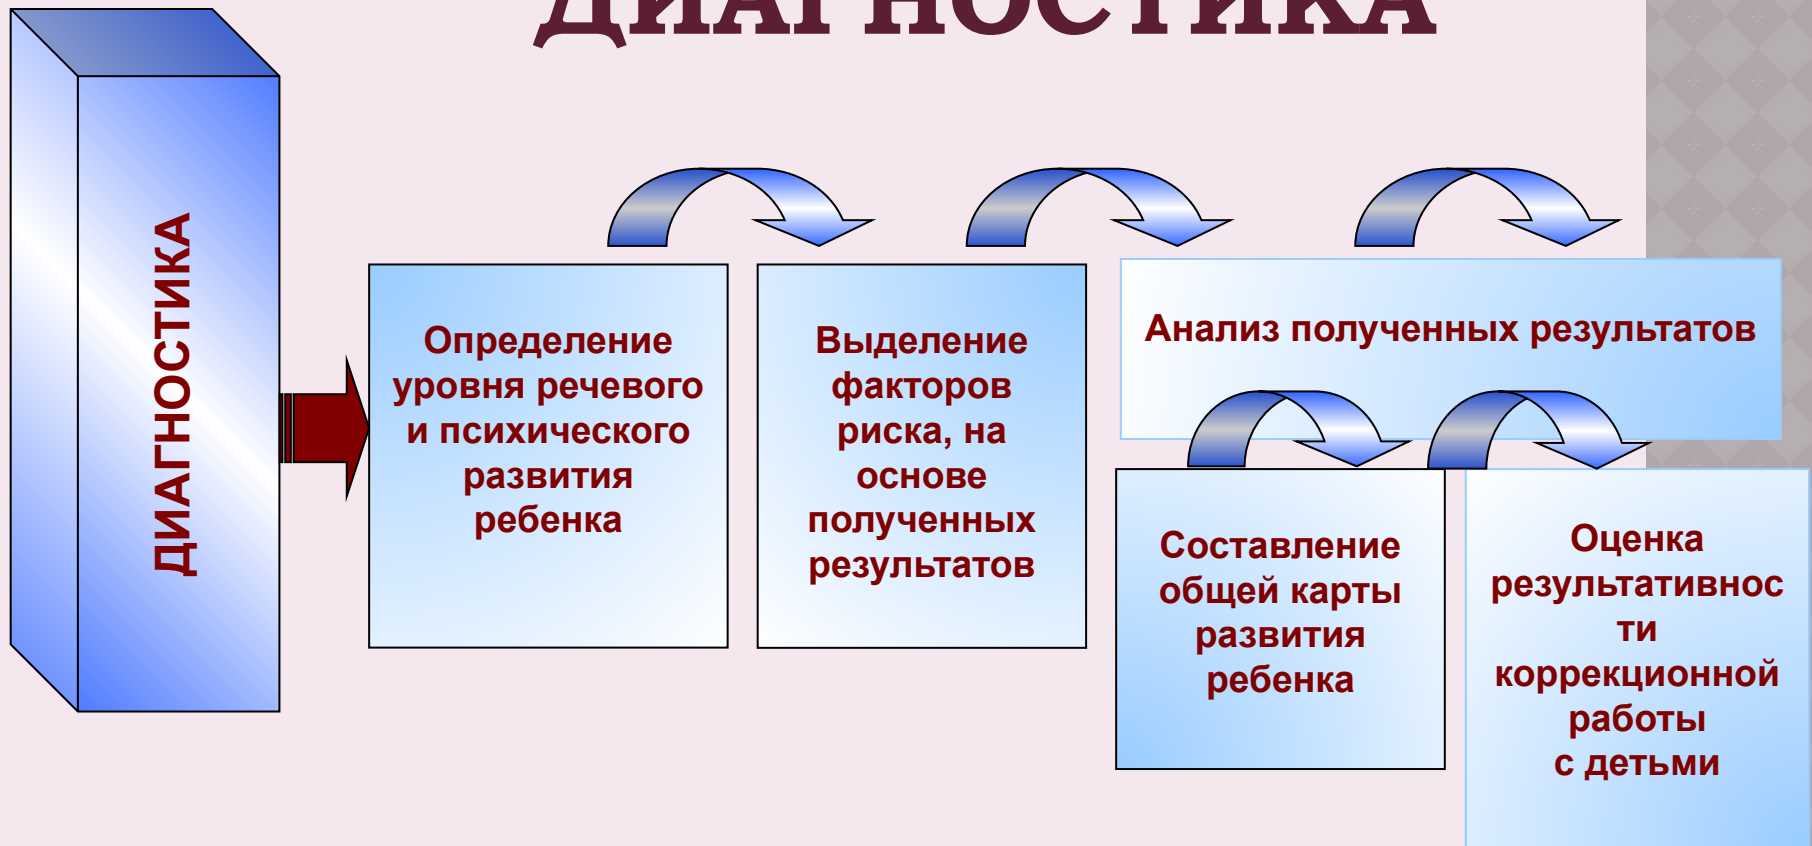 ДИАГНОСТИКА
ДИАГНОСТИКА
Определение
уровня речевого
и психического
развития
ребенка
Выделение
факторов
риска, на
основе
полученных
результатов
Анализ полученных результатов
Составление
общей карты
развития
ребенка
Оценка
результативнос
ти
коррекционной
работы
с детьми